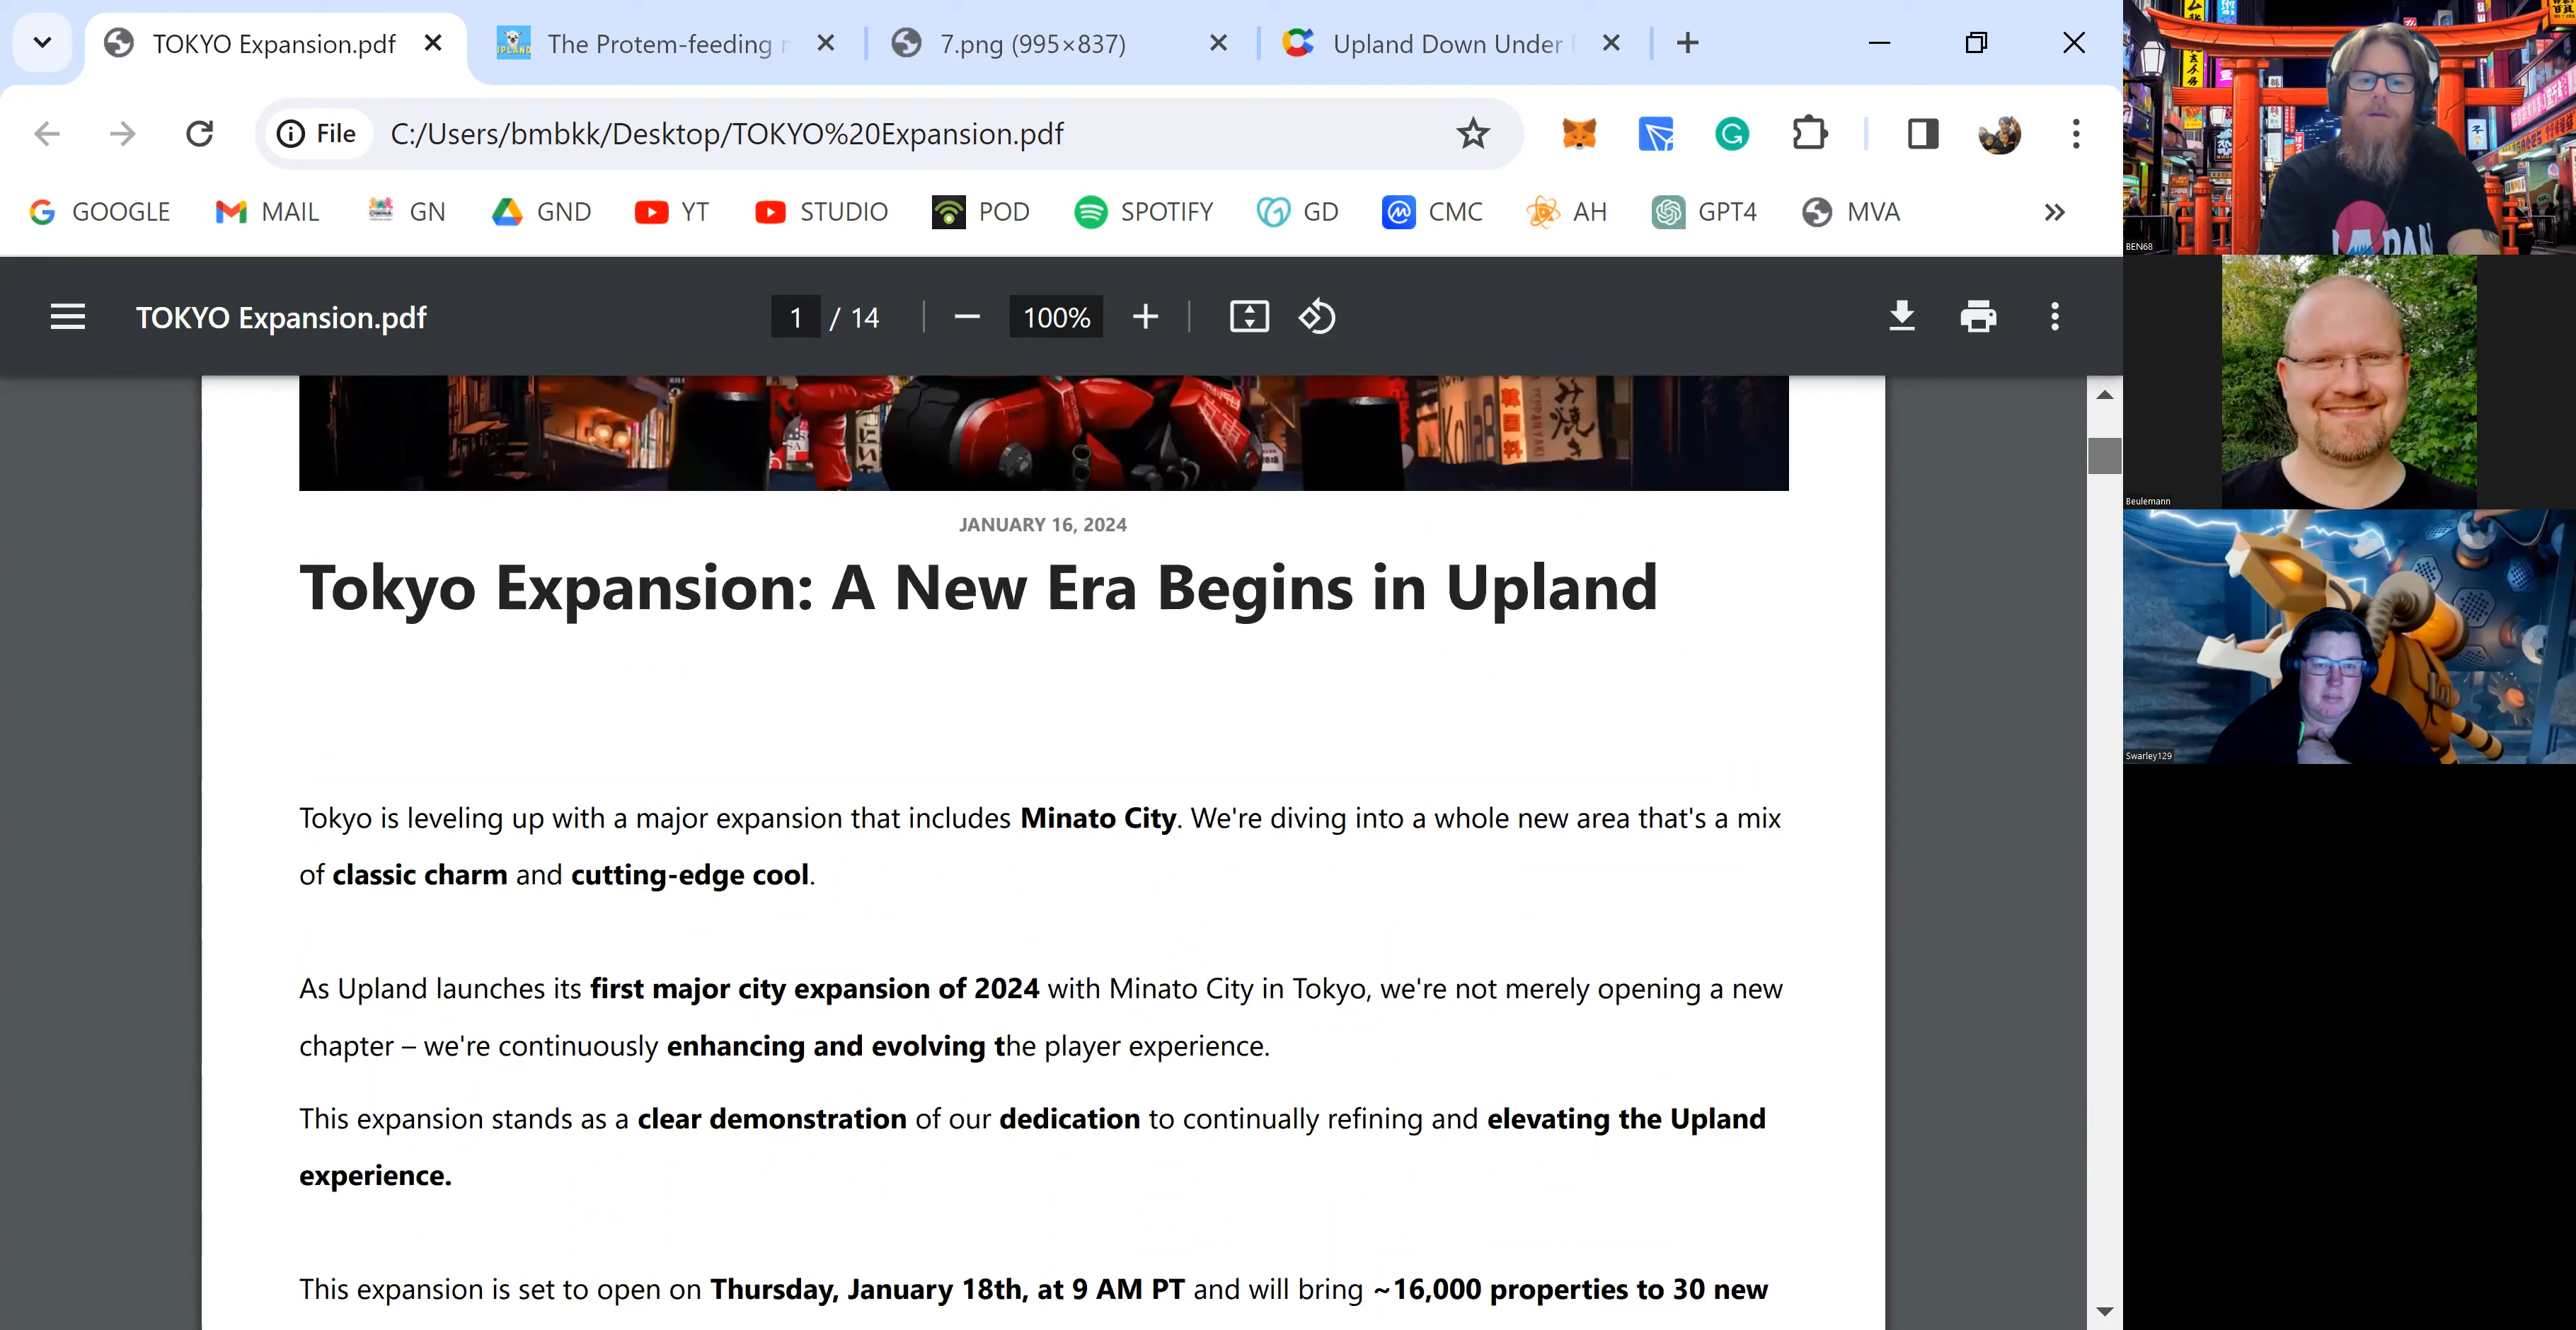 TOKYO Expansion.pdf
The Protem-feeding
7.png (995×837)
Upland Down Under
File
C:/Users/bmbkk/Desktop/TOKYO%20Expansion.pdf
GOOGLE
MAIL
GN
GND
YT
STUDIO
POD
SPOTIFY
GD
CMC
AH
GPT4
MVA
TOKYO Expansion.pdf
1 / 14
100%
JANUARY 16, 2024
Tokyo Expansion: A New Era Begins in Upland
Tokyo is leveling up with a major expansion that includes Minato City. We're diving into a whole new area that's a mix
of classic charm and cutting-edge cool.
As Upland launches its first major city expansion of 2024 with Minato City in Tokyo, we're not merely opening a new
chapter – we're continuously enhancing and evolving the player experience.
This expansion stands as a clear demonstration of our dedication to continually refining and elevating the Upland
experience.
This expansion is set to open on Thursday, January 18th, at 9 AM PT and will bring ~16,000 properties to 30 new
BEN68
Beulemann
Swarley129